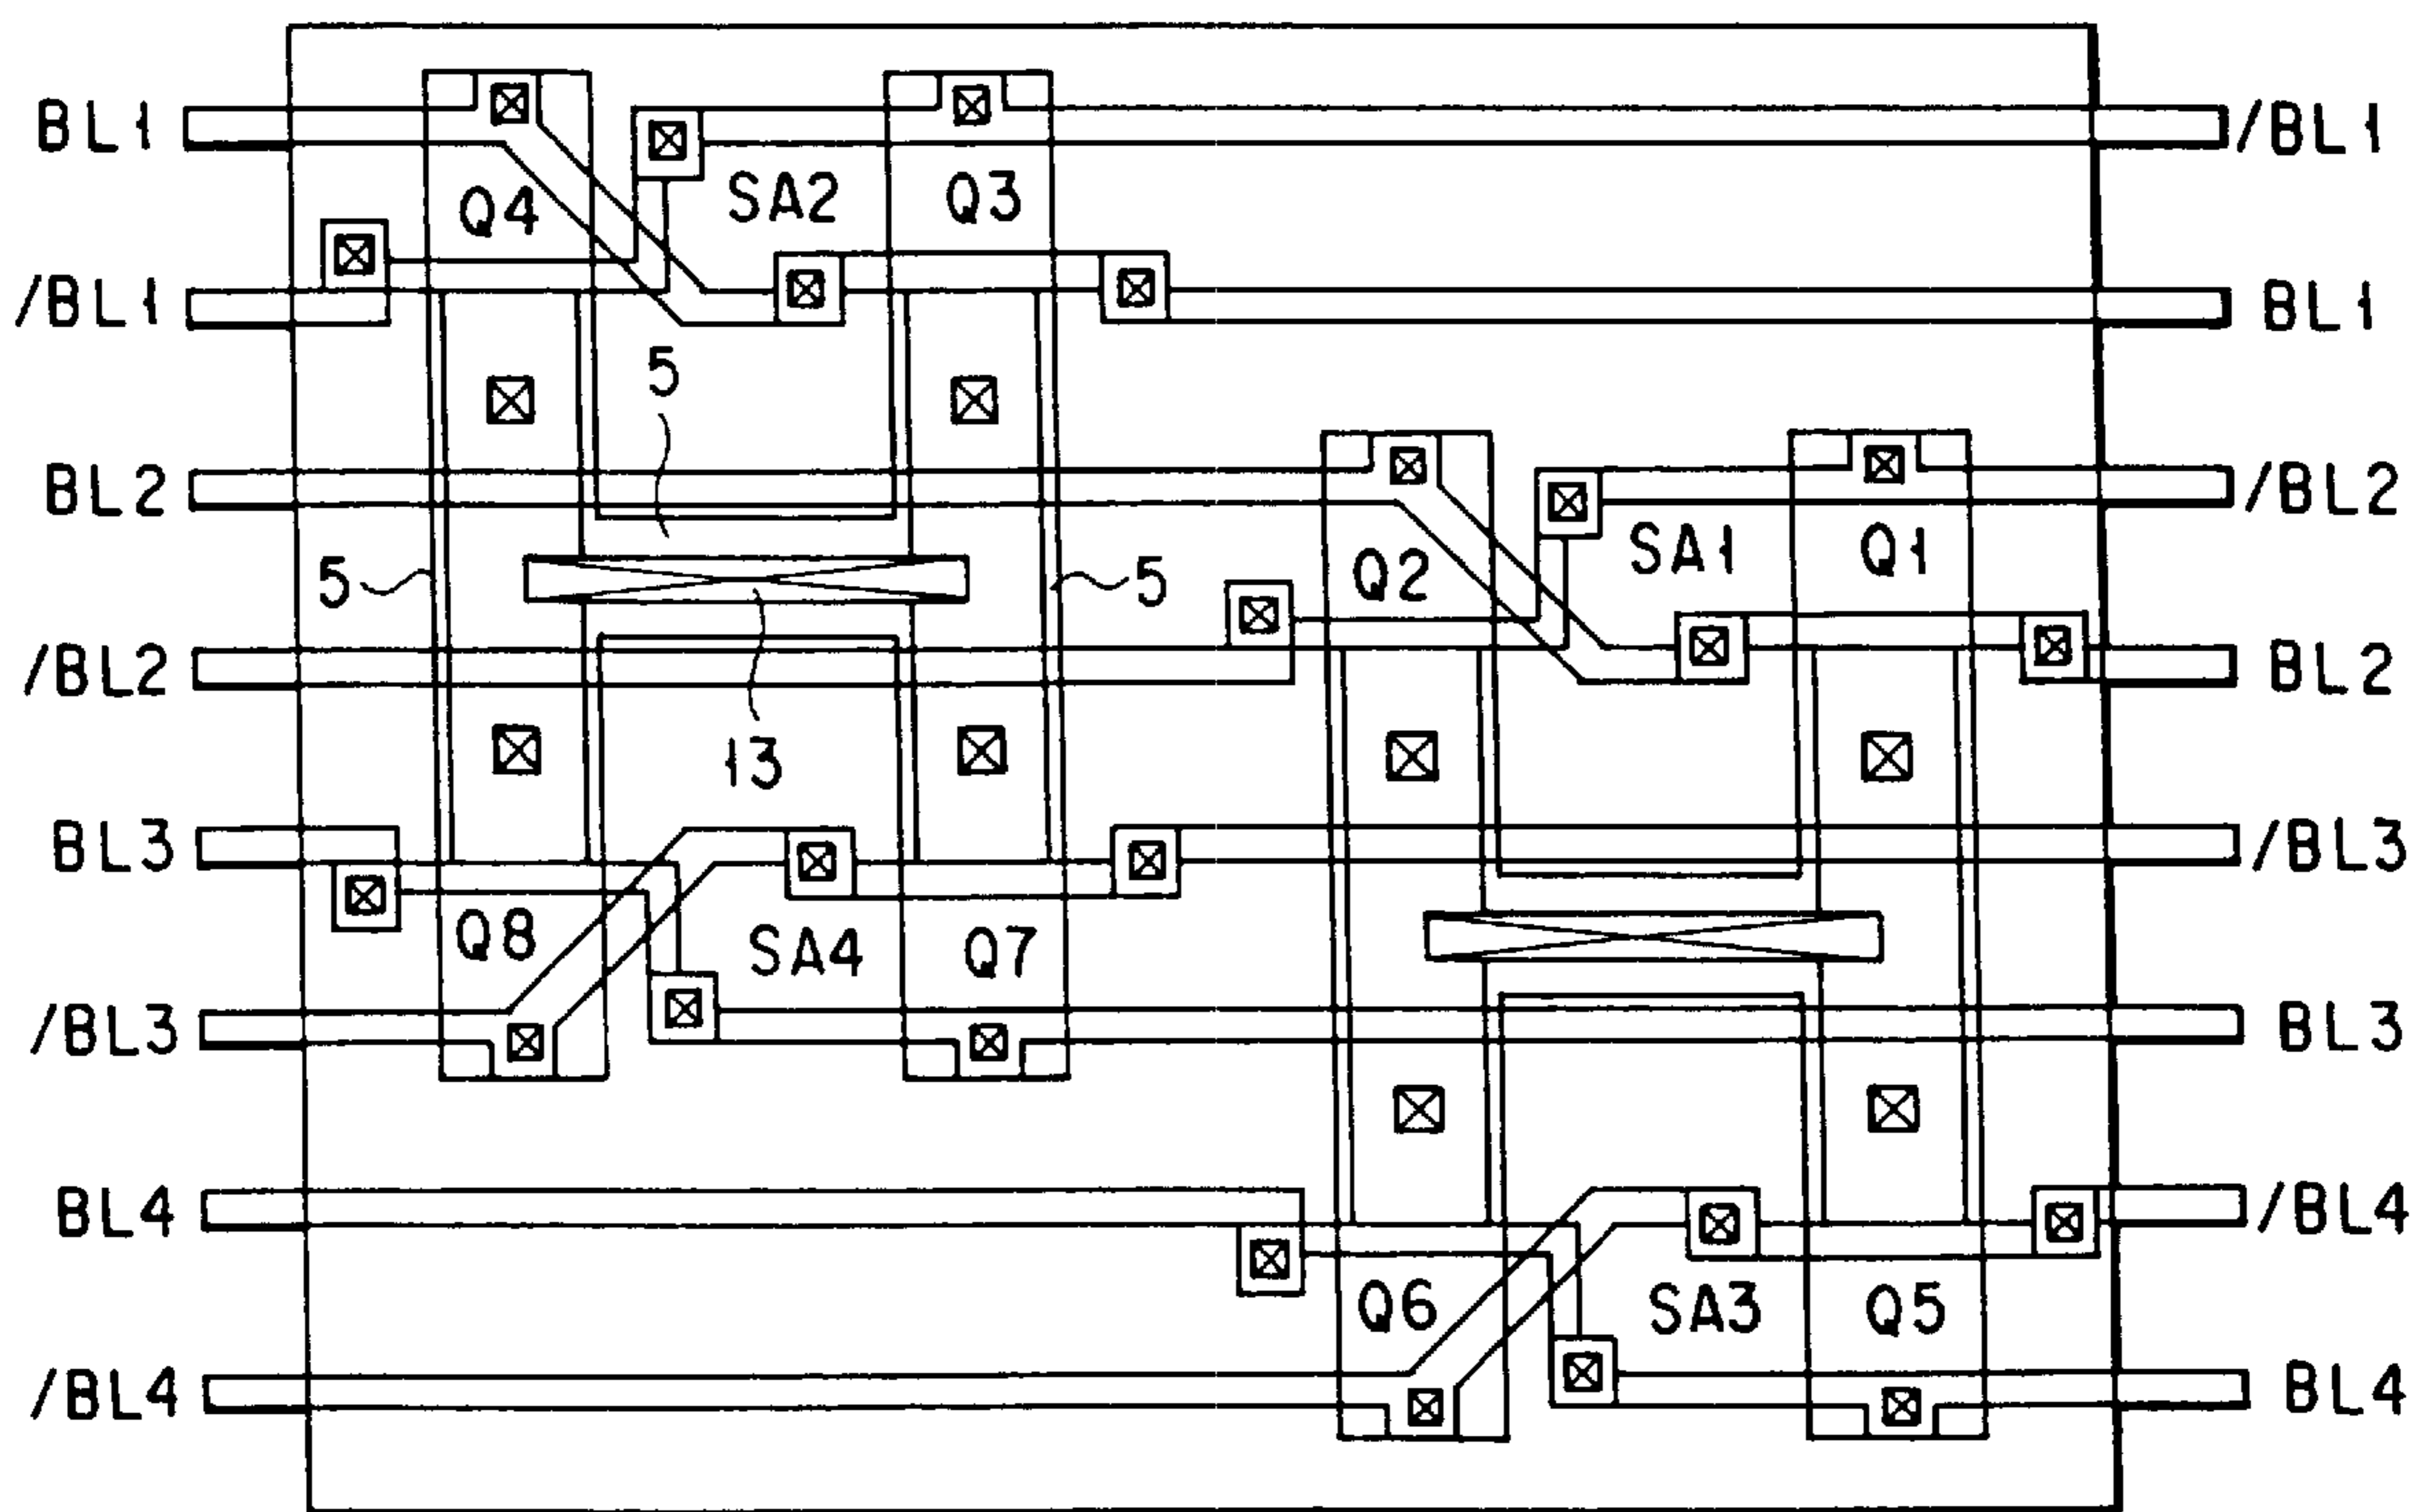 BL1 /BL1
Q4 SA2 Q3
/BL1 BL1
5
BL2 /BL2
5 5 Q2 SA1 Q1
/BL2 BL2
13
BL3 /BL3
Q8 SA4 Q7
/BL3 BL3
BL4 /BL4
Q6 SA3 Q5
/BL4 BL4